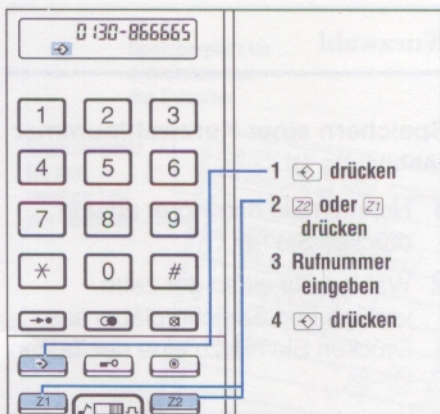 0130-866665
1 2 3
4 5 6
7 8 9
* 0 #
Z1 Z2
1 drücken
2 Z2 oder Z1
drücken
3 Rufnummer
eingeben
4 drücken